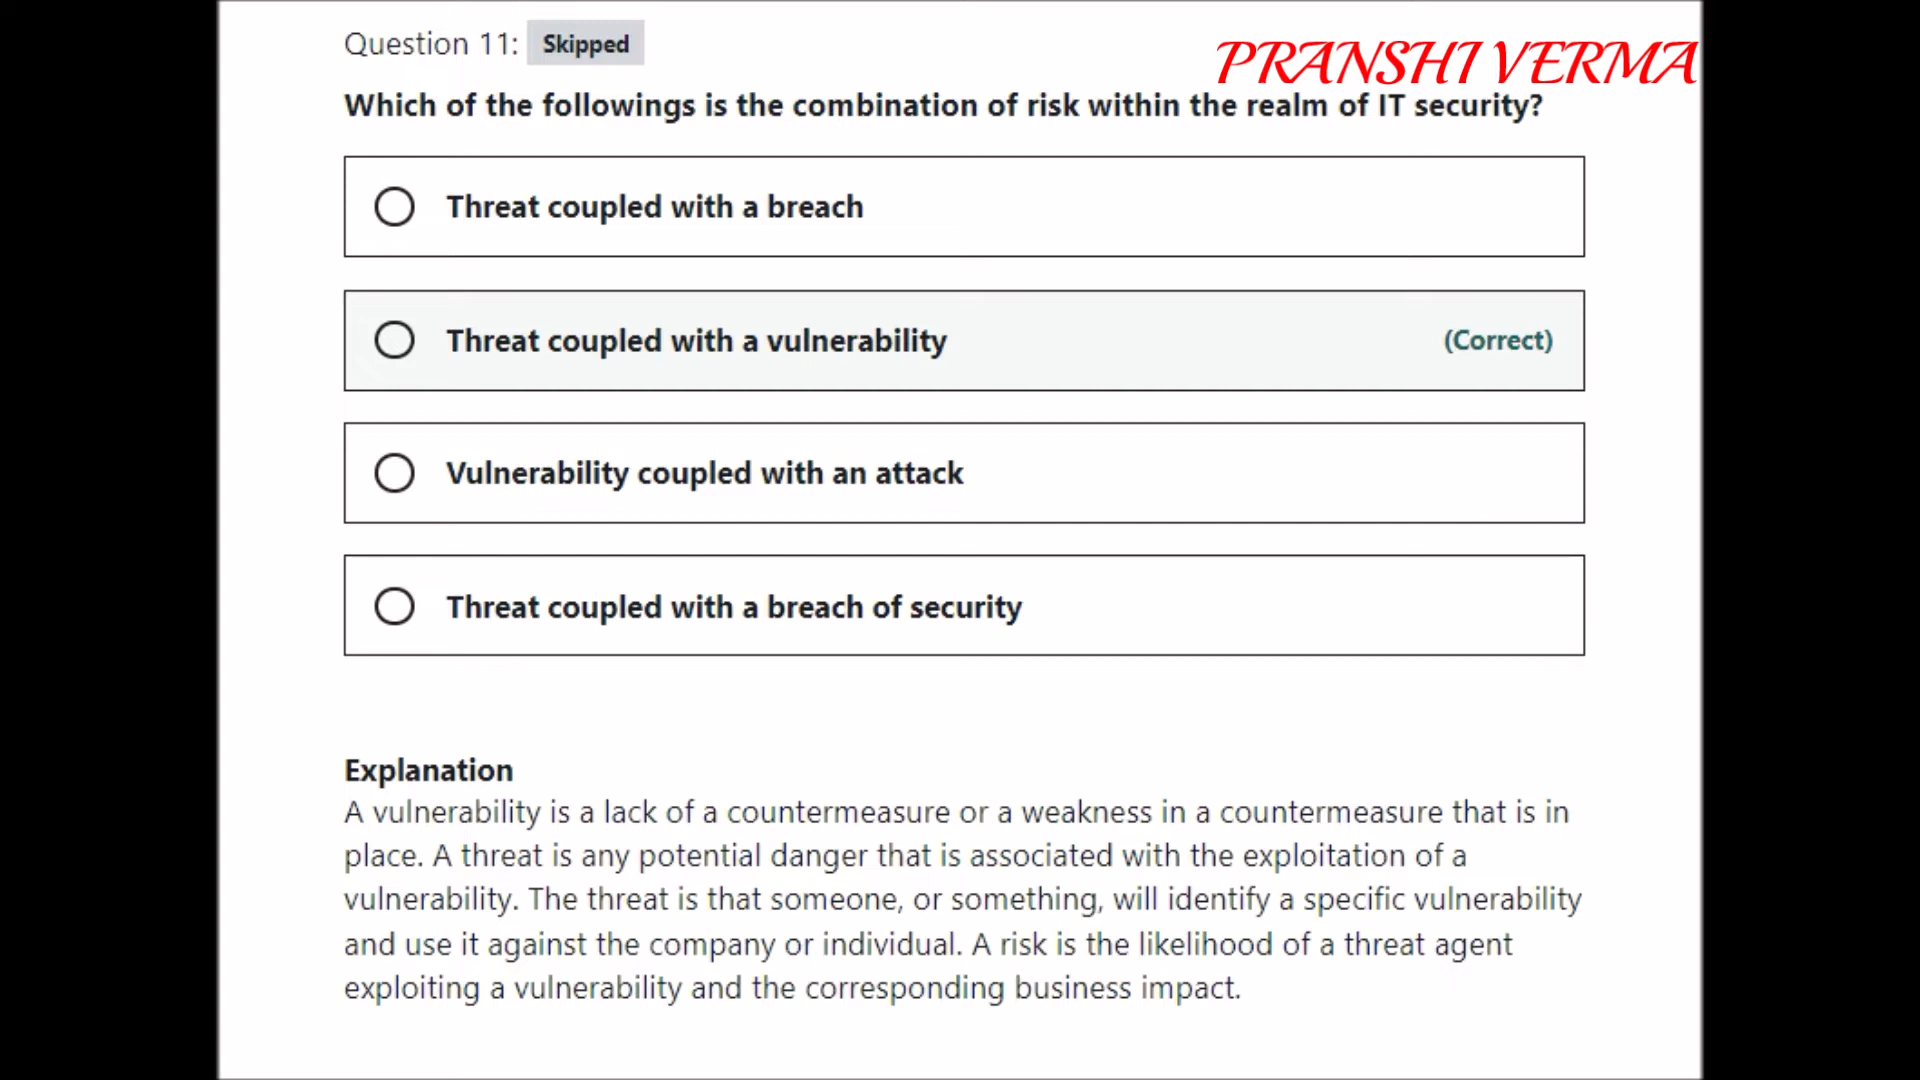 Question 11: Skipped
PRANSHI VERMA
Which of the followings is the combination of risk within the realm of IT security?
Threat coupled with a breach
Threat coupled with a vulnerability (Correct)
Vulnerability coupled with an attack
Threat coupled with a breach of security
Explanation
A vulnerability is a lack of a countermeasure or a weakness in a countermeasure that is in
place. A threat is any potential danger that is associated with the exploitation of a
vulnerability. The threat is that someone, or something, will identify a specific vulnerability
and use it against the company or individual. A risk is the likelihood of a threat agent
exploiting a vulnerability and the corresponding business impact.